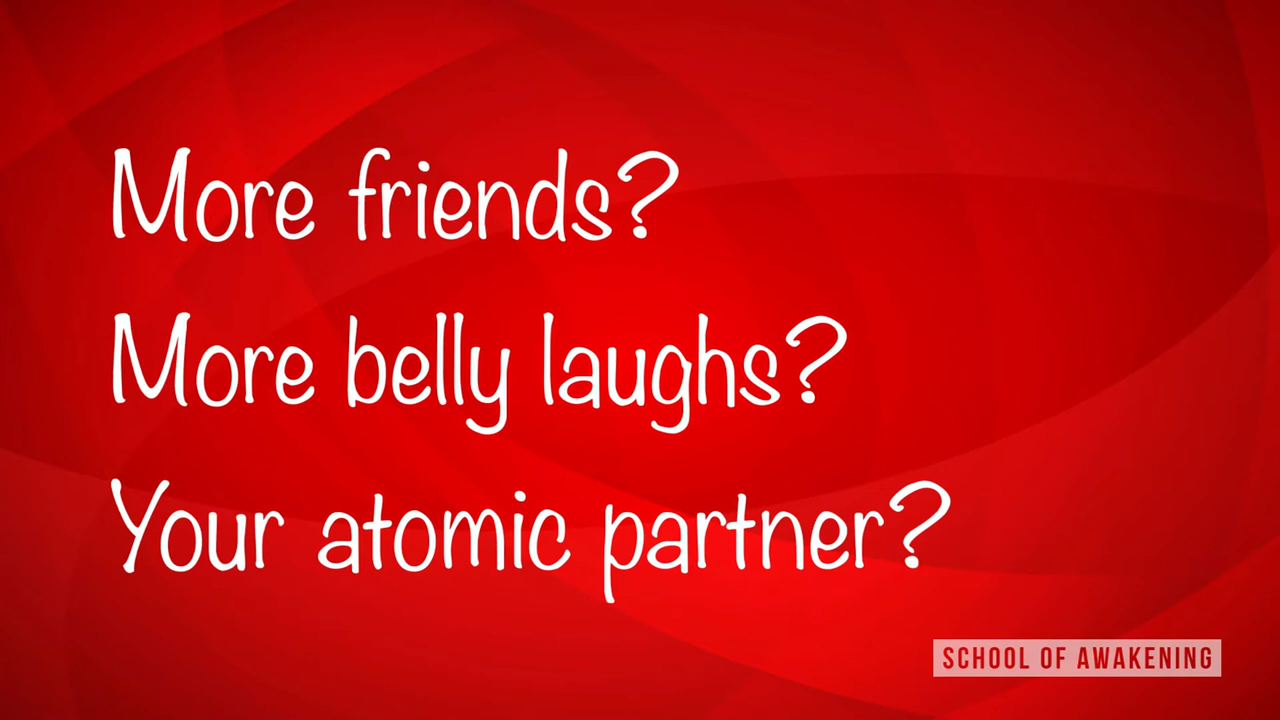 More friends?
More belly laughs?
Your atomic partner?
SCHOOL OF AWAKENING